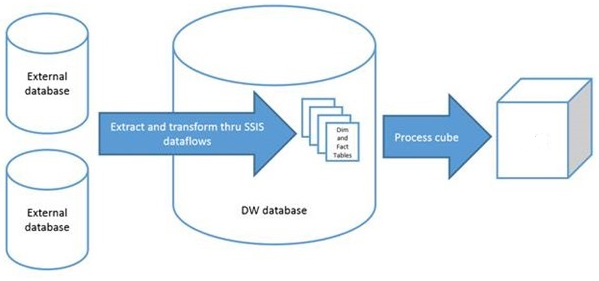 External
database
Extract and transform thru SSIS
dataflows
Dim
and
Fact
Tables
Process cube
External
database
DW database